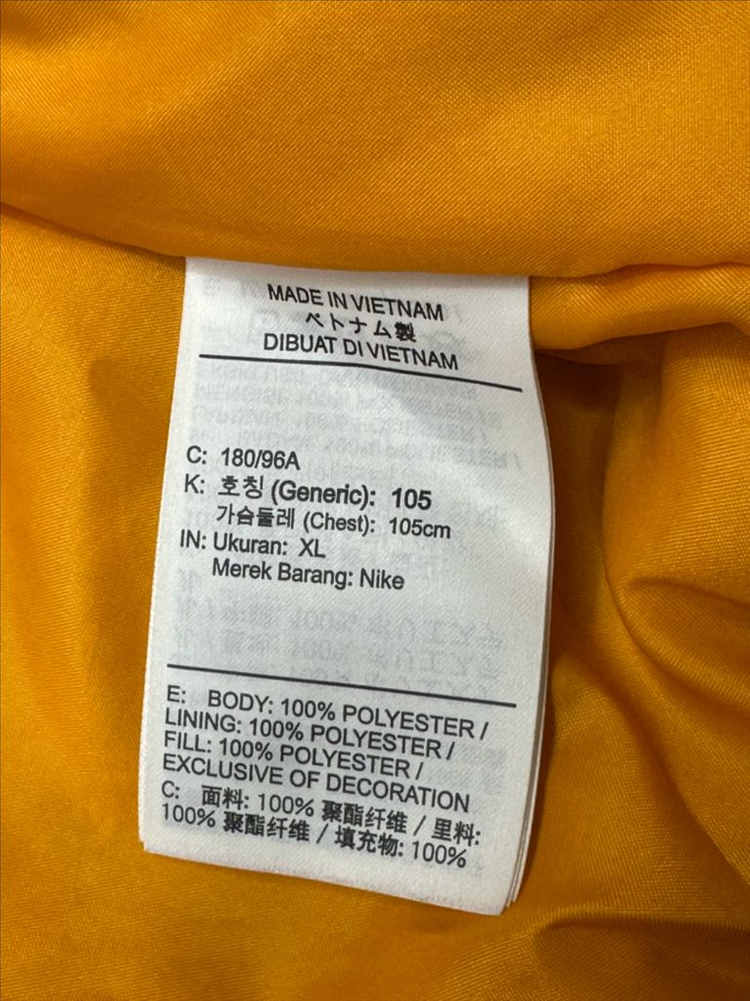 MADE IN VIETNAM
ベトナム製
DIBUAT DI VIETNAM
C: 180/96A
K: 호칭 (Generic): 105
가슴둘레 (Chest): 105cm
IN: Ukuran: XL
Merek Barang: Nike
E: BODY: 100% POLYESTER /
LINING: 100% POLYESTER /
FILL: 100% POLYESTER /
EXCLUSIVE OF DECORATION
C: 面料: 100% 聚酯纤维 / 里料:
100% 聚酯纤维 / 填充物: 100%